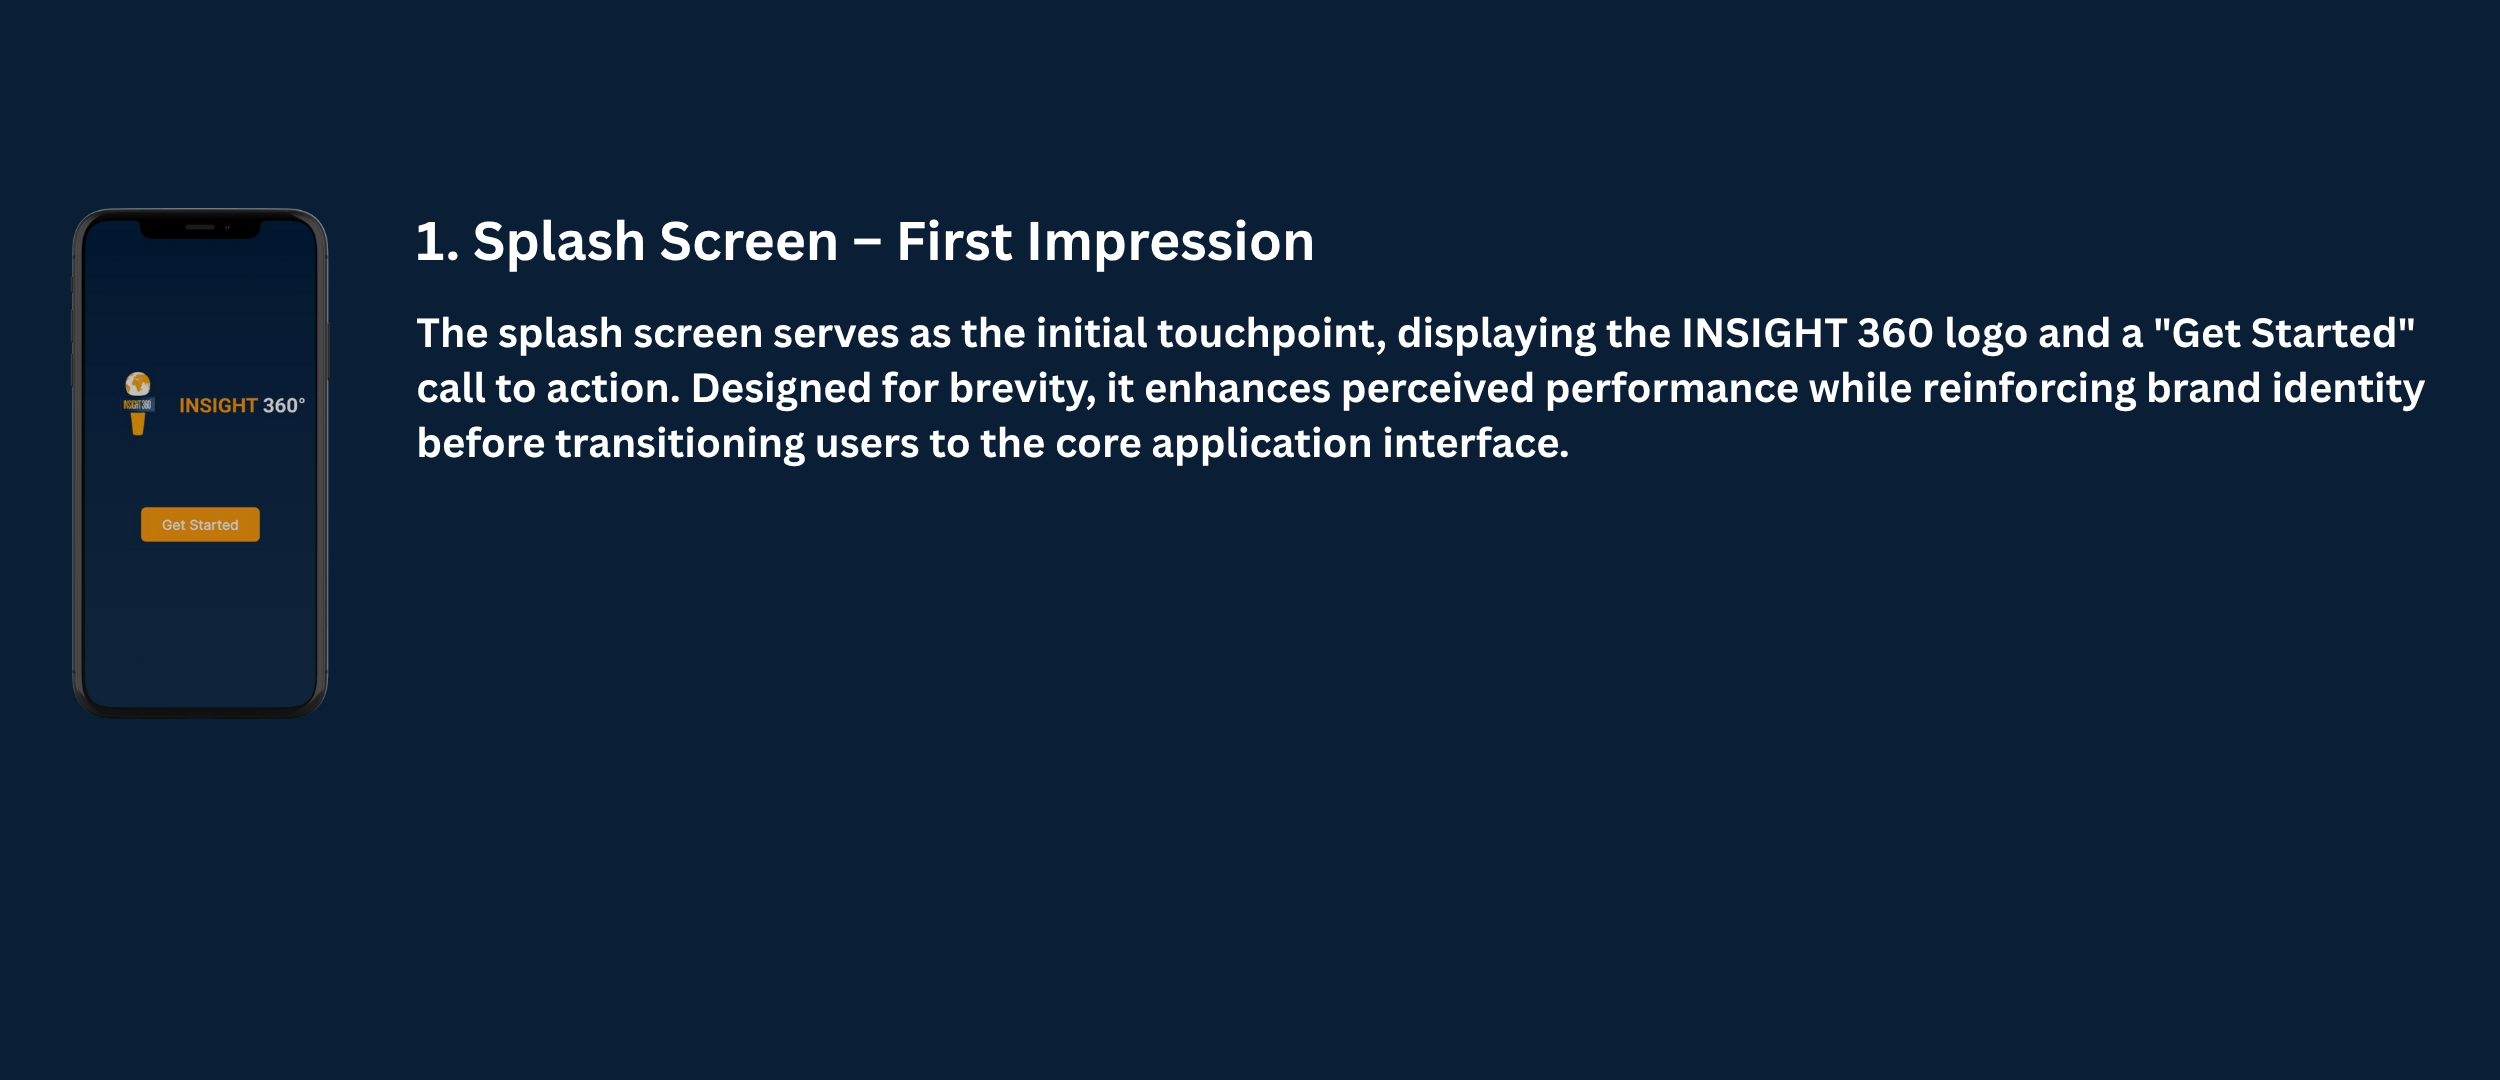 1. Splash Screen – First Impression
The splash screen serves as the initial touchpoint, displaying the INSIGHT 360 logo and a "Get Started"
call to action. Designed for brevity, it enhances perceived performance while reinforcing brand identity
before transitioning users to the core application interface.
INSIGHT 360
INSIGHT 360°
Get Started